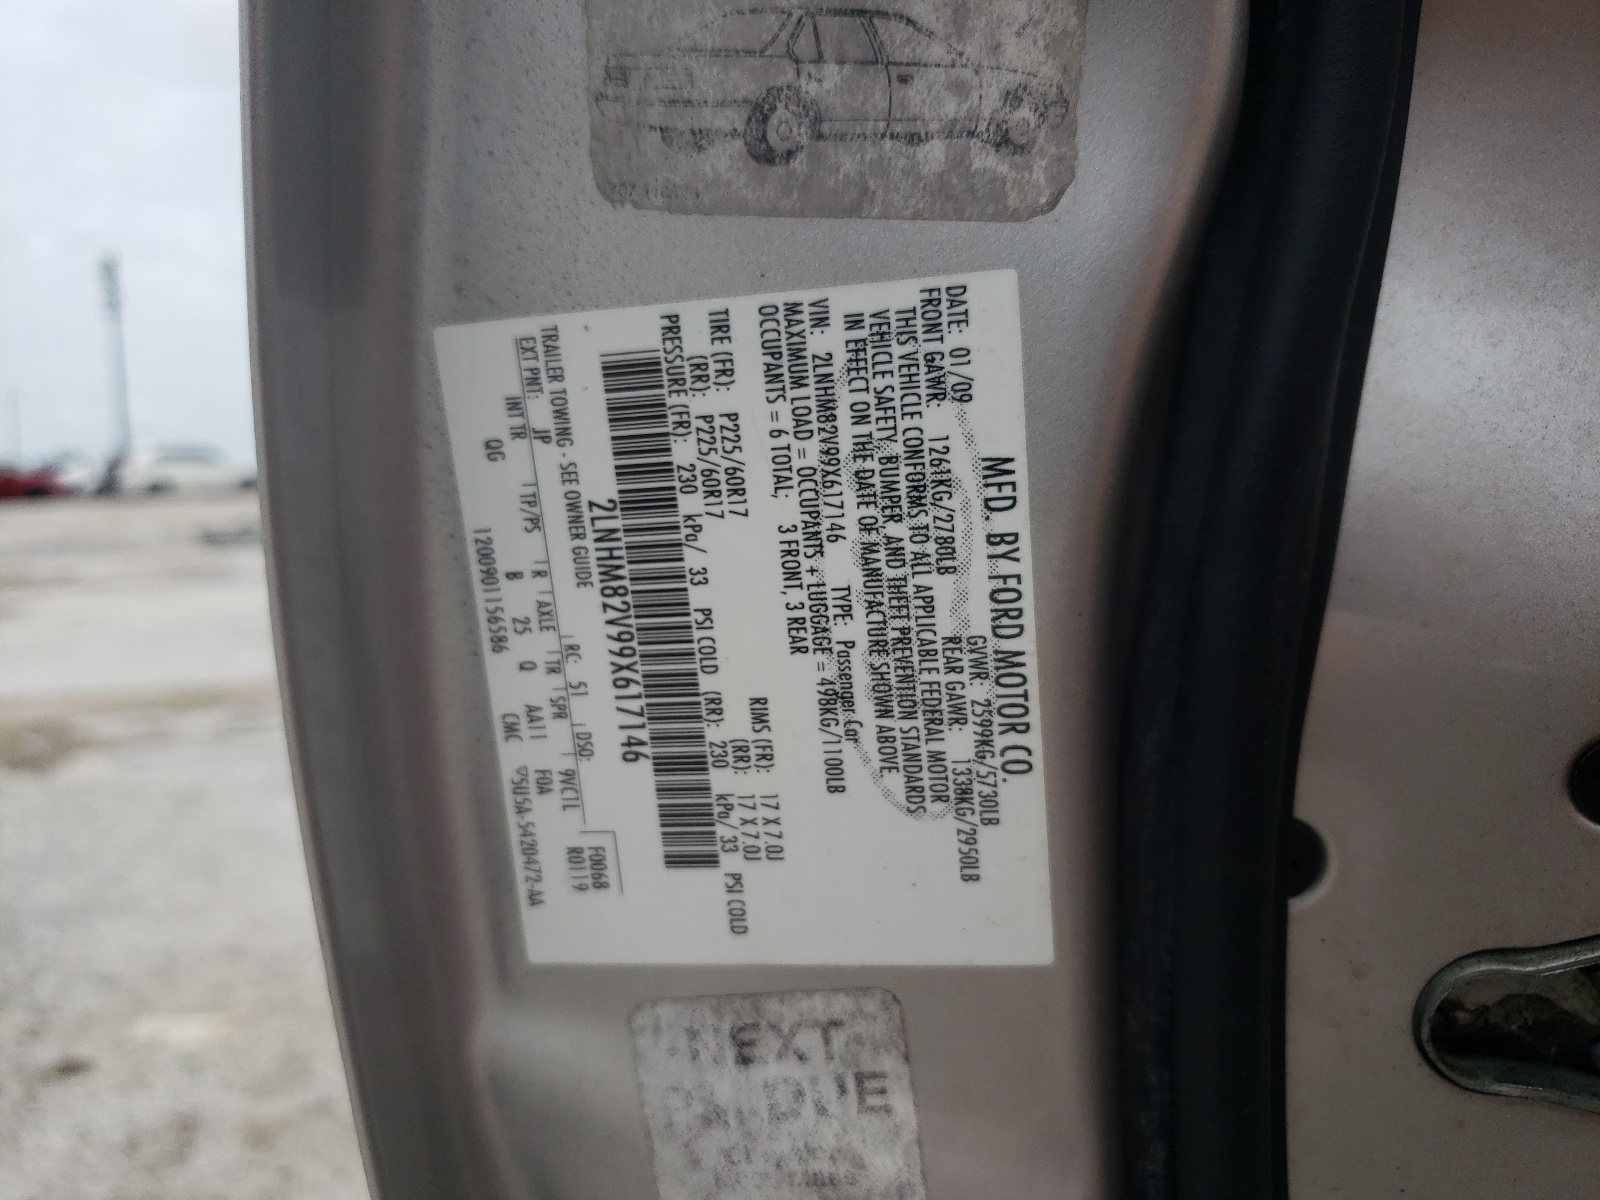 MFD. BY FORD MOTOR CO.
DATE: 01/09 GVWR: 2599KG/5730LB
FRONT GAWR: 1261KG/2780LB REAR GAWR: 1338KG/2950LB
THIS VEHICLE CONFORMS TO ALL APPLICABLE FEDERAL MOTOR
VEHICLE SAFETY, BUMPER, AND THEFT PREVENTION STANDARDS
IN EFFECT ON THE DATE OF MANUFACTURE SHOWN ABOVE.
VIN: 2LNHM82V99X617146 TYPE: Passenger Car
MAXIMUM LOAD = OCCUPANTS + LUGGAGE = 498KG/1100LB
OCCUPANTS = 6 TOTAL; 3 FRONT, 3 REAR
TIRE (FR): P225/60R17 RIMS (FR): 17 X 7.0J
(RR): P225/60R17 (RR): 17 X 7.0J
PRESSURE (FR): 230 kPa/ 33 PSI COLD (RR): 230 kPa/ 33 PSI COLD
2LNHM82V99X617146
TRAILER TOWING - SEE OWNER GUIDE
F0068
R0119
EXT PNT: JP RC: 51 DSO: 9VC1L
INT TR TP/PS R AXLE TR SPR
QG B 25 Q AA11 F0A
1200901156586 CMC 5U5A-5420472-AA
NEXT
DUE